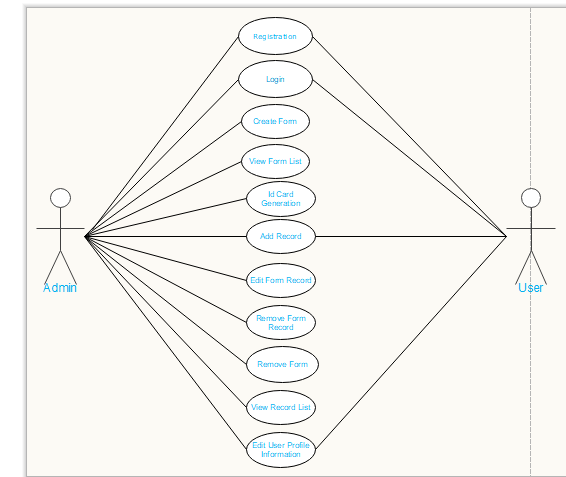 Registration
Login
Create Form
View Form List
Id Card
Generation
Add Record
Edit Form Record
Admin
User
Remove Form
Record
Remove Form
View Record List
Edit User Profile
Information